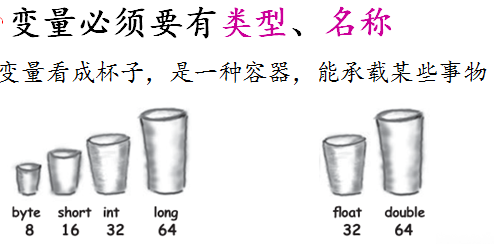 变量必须要有类型、名称
变量看成杯子，是一种容器，能承载某些事物
byte short int long float double
8 16 32 64 32 64